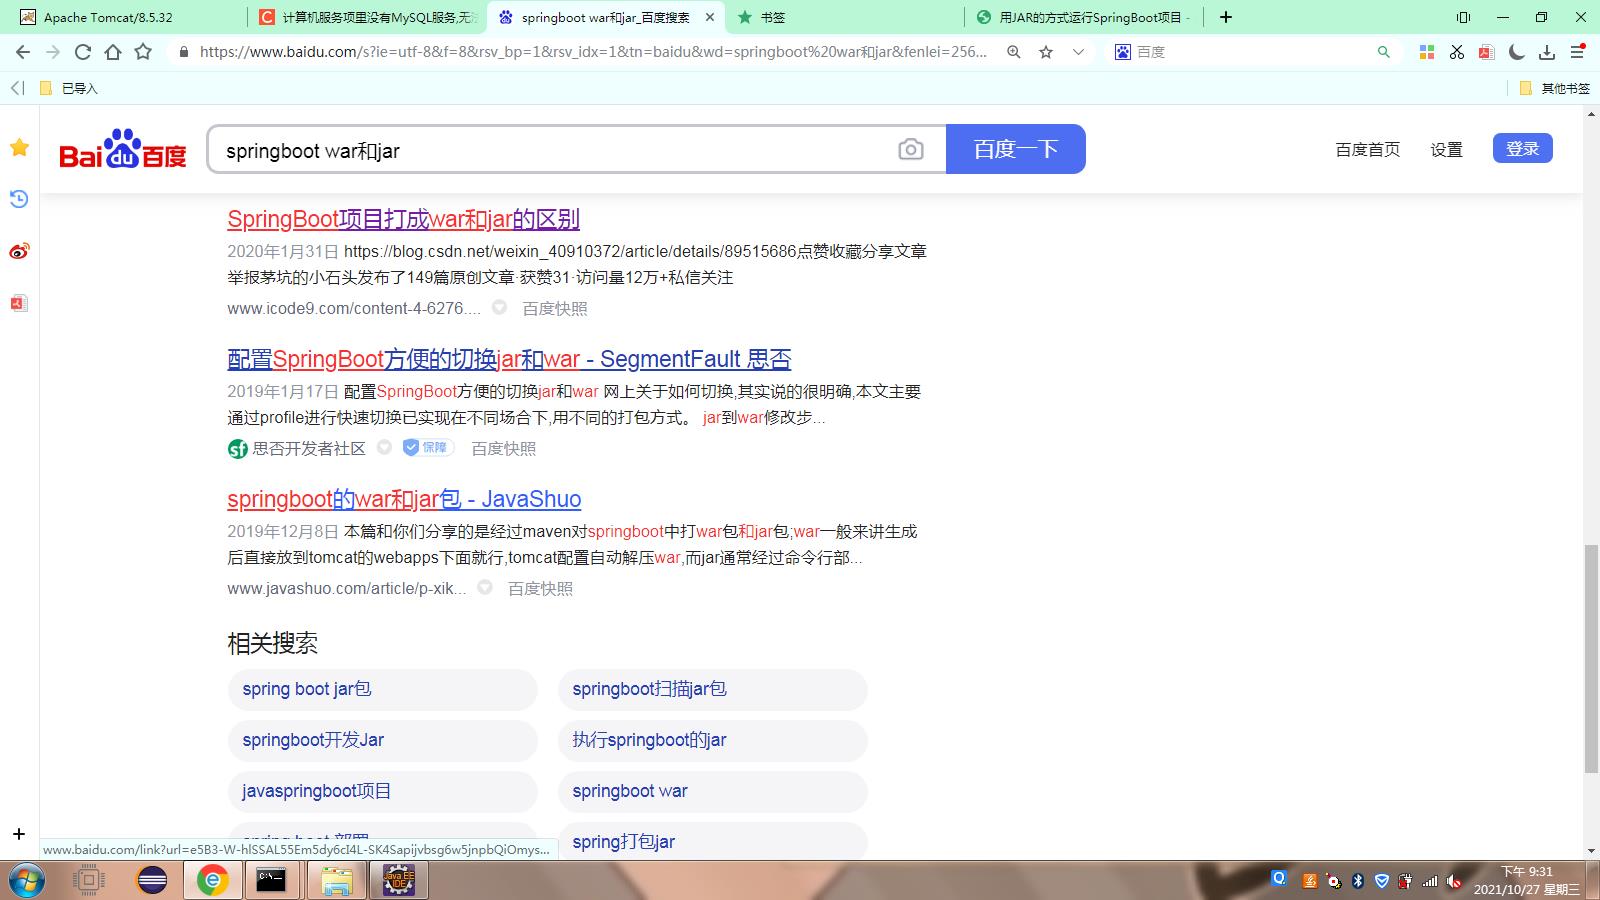 Apache Tomcat/8.5.32
计算机服务项里没有MySQL服务,无
springboot war和jar_百度搜索
书签
用JAR的方式运行SpringBoot项目 -
https://www.baidu.com/s?ie=utf-8&f=8&rsv_bp=1&rsv_idx=1&tn=baidu&wd=springboot%20war和jar&fenlei=256...
百度
已导入
其他书签
Bai du 百度
springboot war和jar
百度一下
百度首页
设置
登录
SpringBoot项目打成war和jar的区别
2020年1月31日 https://blog.csdn.net/weixin_40910372/article/details/89515686点赞收藏分享文章
举报茅坑的小石头发布了149篇原创文章·获赞31·访问量12万+私信关注
www.icode9.com/content-4-6276....
百度快照
配置SpringBoot方便的切换jar和war - SegmentFault 思否
2019年1月17日 配置SpringBoot方便的切换jar和war 网上关于如何切换,其实说的很明确,本文主要
通过profile进行快速切换已实现在不同场合下,用不同的打包方式。 jar到war修改步...
sf 思否开发者社区
保障
百度快照
springboot的war和jar包 - JavaShuo
2019年12月8日 本篇和你们分享的是经过maven对springboot中打war包和jar包;war一般来讲生成
后直接放到tomcat的webapps下面就行,tomcat配置自动解压war,而jar通常经过命令行部...
www.javashuo.com/article/p-xik...
百度快照
相关搜索
spring boot jar包
springboot扫描jar包
springboot开发Jar
执行springboot的jar
javaspringboot项目
springboot war
spring boot 部署
spring打包jar
www.baidu.com/link?url=e5B3-W-hlSSAL55Em5dy6cI4L-SK4Sapijvbsg6w5jnpbQiOmys...
Java EE
IDE
下午 9:31
2021/10/27 星期三